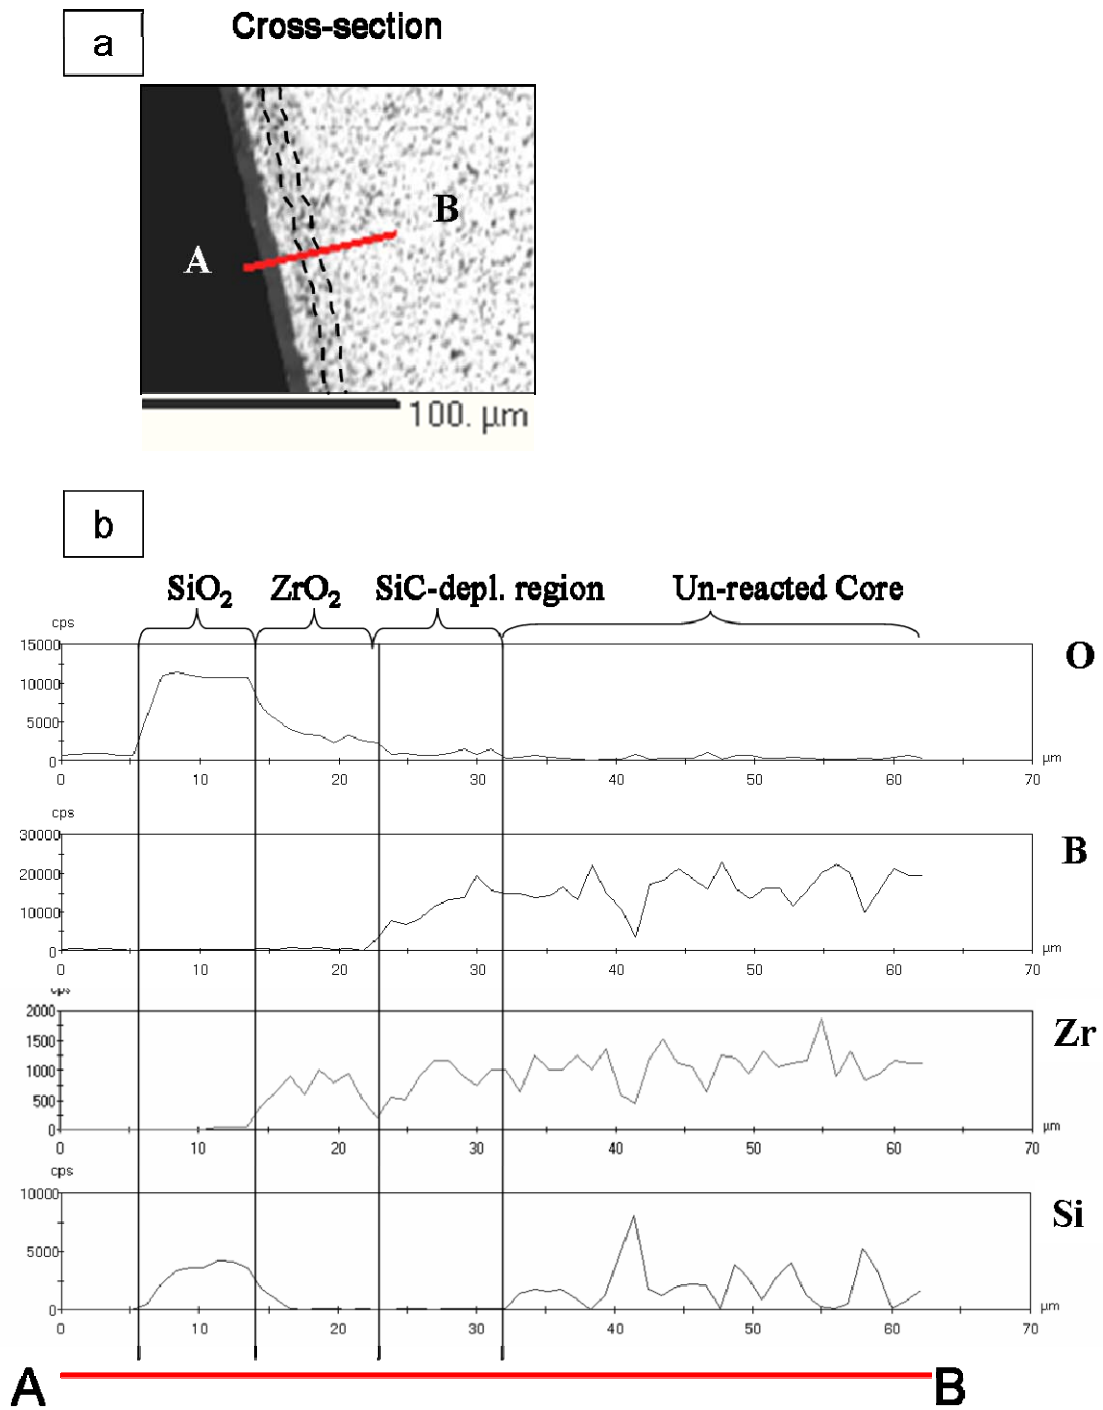 a
Cross-section
A
B
100. μm
b
SiO₂ ZrO₂ SiC-depl. region Un-reacted Core
cps
15000
10000
5000
0
0 10 20 30 40 50 60 70
μm
O
cps
30000
20000
10000
0
0 10 20 30 40 50 60 70
μm
B
cps
2000
1500
1000
500
0
0 10 20 30 40 50 60 70
μm
Zr
cps
10000
5000
0
0 10 20 30 40 50 60 70
μm
Si
A B